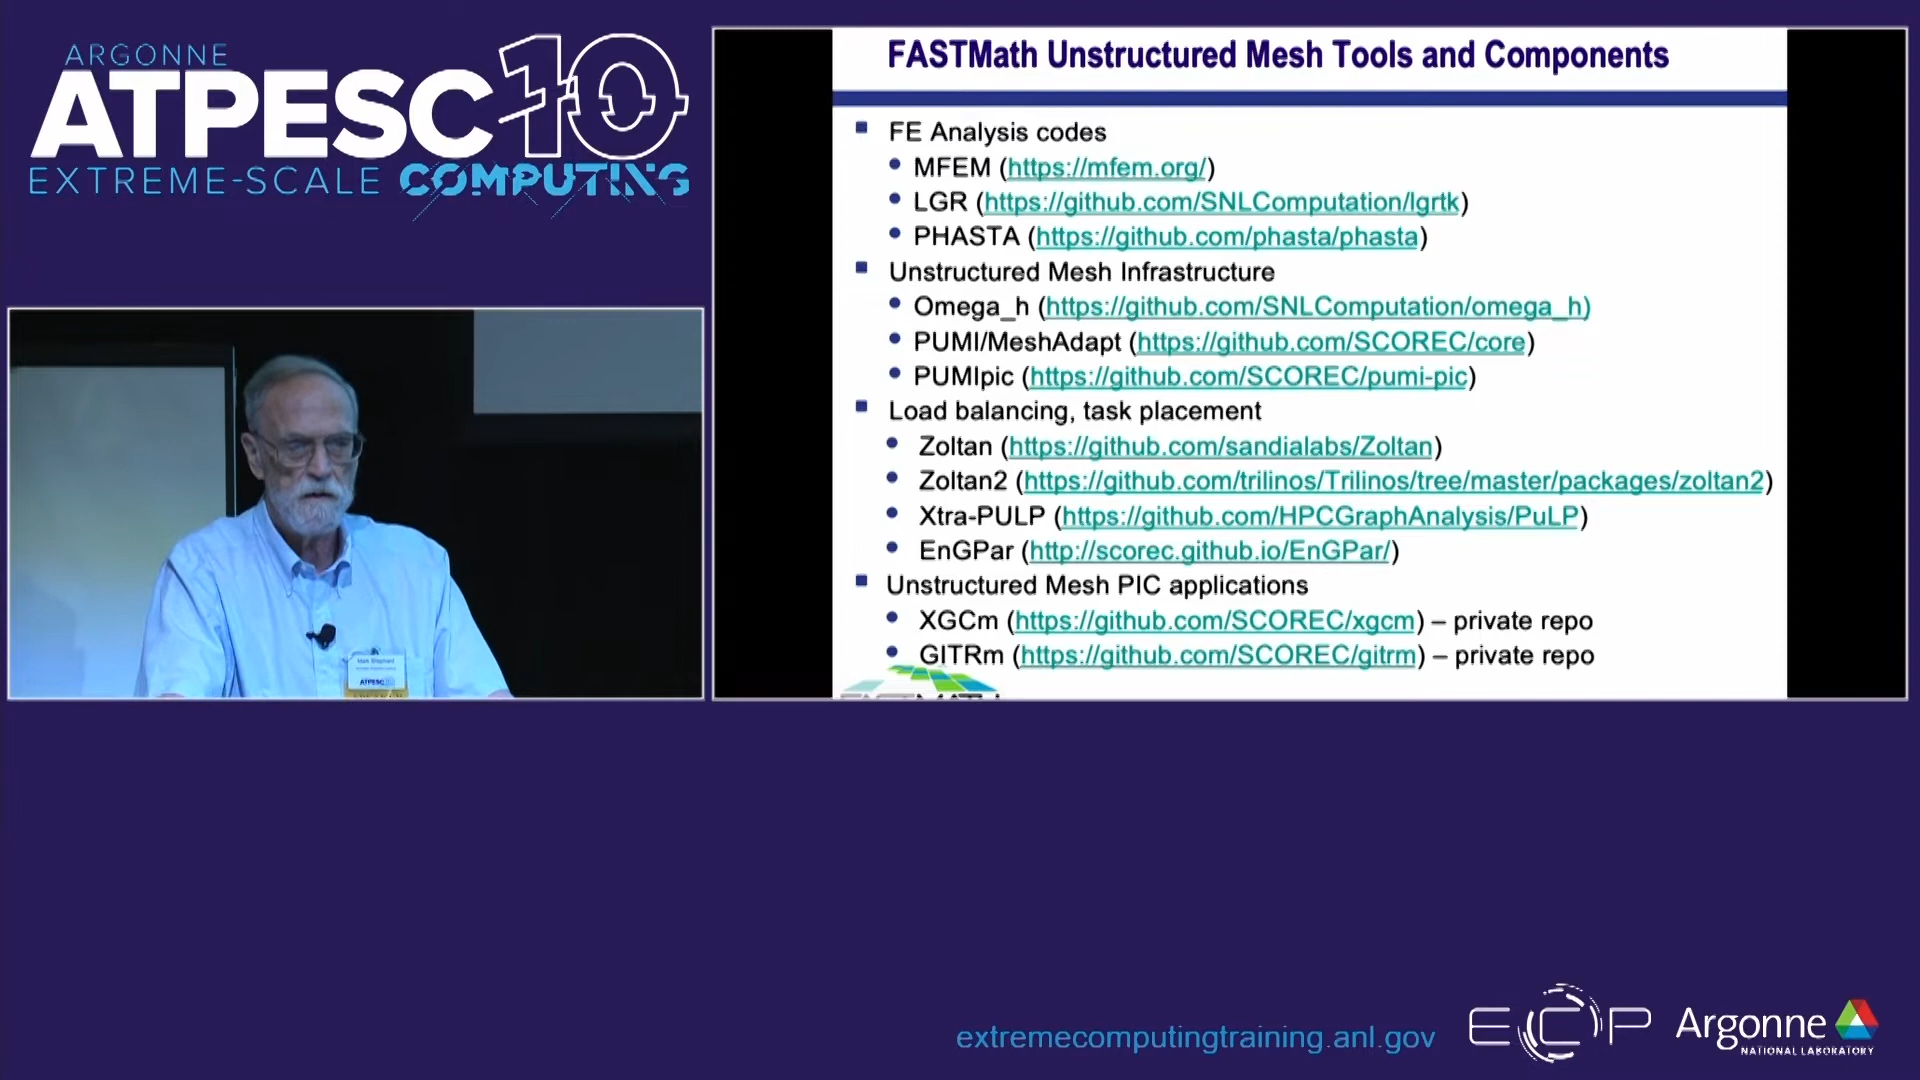 ARGONNE
ATPESC10
EXTREME-SCALE COMPUTING
FASTMath Unstructured Mesh Tools and Components
FE Analysis codes
MFEM (https://mfem.org/)
LGR (https://github.com/SNLComputation/lgrtk)
PHASTA (https://github.com/phasta/phasta)
Unstructured Mesh Infrastructure
Omega_h (https://github.com/SNLComputation/omega_h)
PUMI/MeshAdapt (https://github.com/SCOREC/core)
PUMIpic (https://github.com/SCOREC/pumi-pic)
Load balancing, task placement
Zoltan (https://github.com/sandialabs/Zoltan)
Zoltan2 (https://github.com/trilinos/Trilinos/tree/master/packages/zoltan2)
Xtra-PULP (https://github.com/HPCGraphAnalysis/PuLP)
EnGPar (http://scorec.github.io/EnGPar/)
Unstructured Mesh PIC applications
XGCm (https://github.com/SCOREC/xgcm) – private repo
GITRm (https://github.com/SCOREC/gitrm) – private repo
FASTMATH
Mark Shephard
ATPESC
extremecomputingtraining.anl.gov
ECP
Argonne
NATIONAL LABORATORY